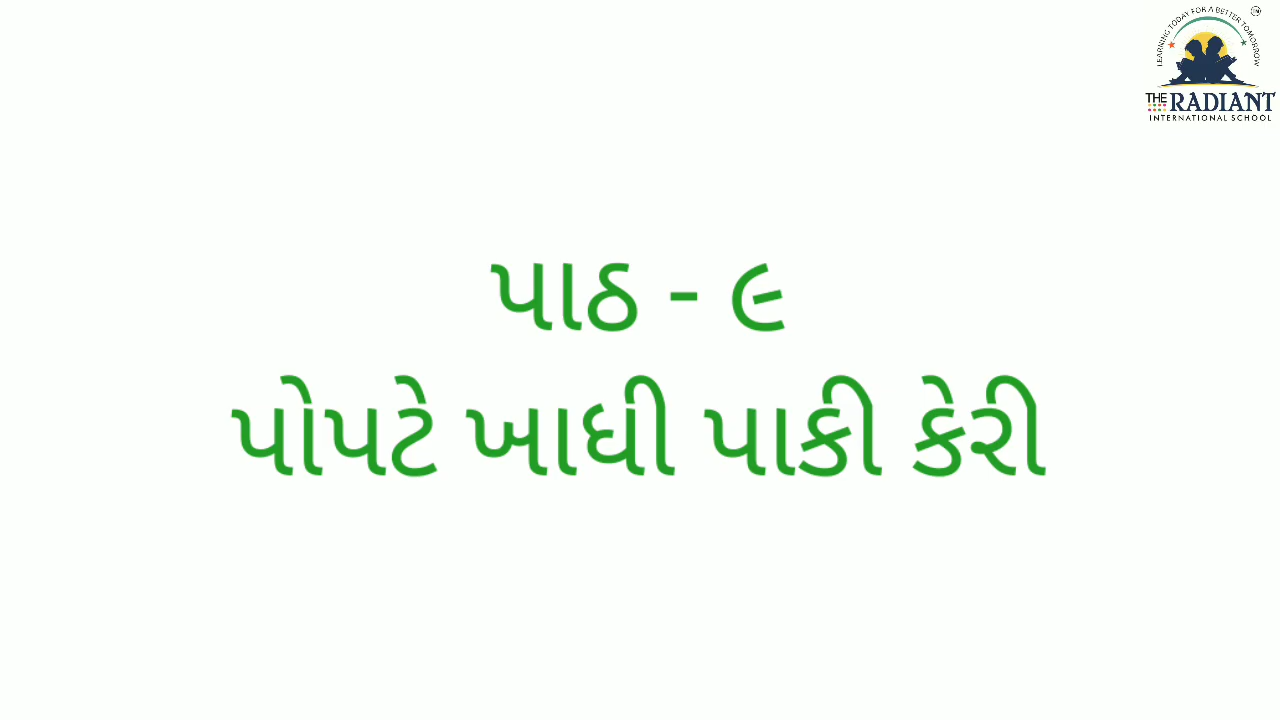 LEARNING TODAY FOR A BETTER TOMORROW
THE RADIANT
INTERNATIONAL SCHOOL
પાઠ - ૯
પોપટે ખાધી પાકી કેરી